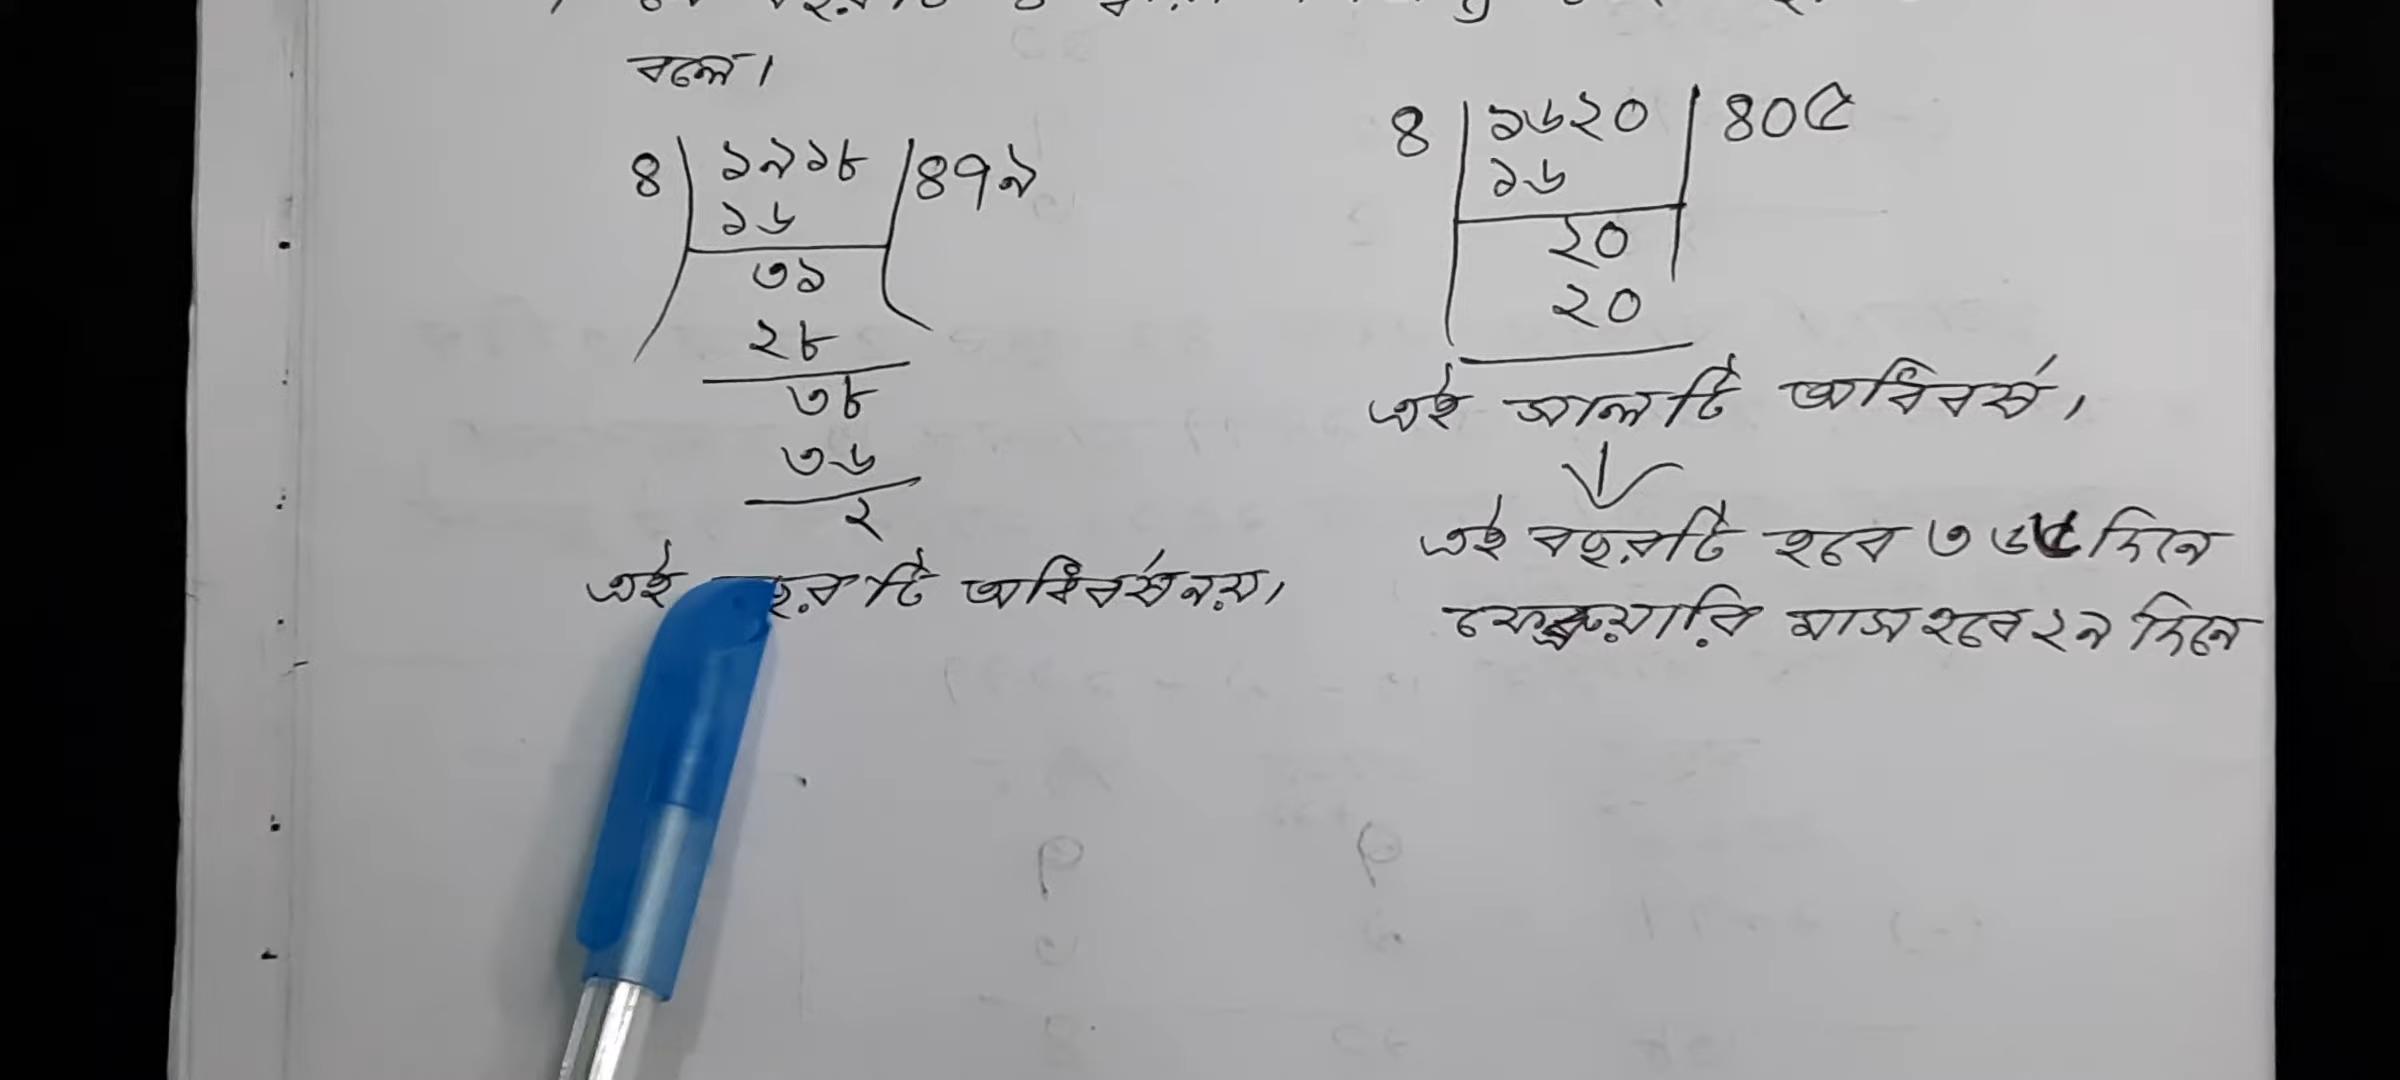 বলে।
৪ ১৯১৮ ৪৭৯
১৬
৩১
২৮
৩৮
৩৬
২
এই বছরটি অধিবর্ষ নয়।
৪ ১৬২০ ৪০৫
১৬
২০
২০
এই সালটি অধিবর্ষ।
এই বছরটি হবে ৩৬ দিনে
ফেব্রুয়ারি মাস হবে ২৯ দিনে